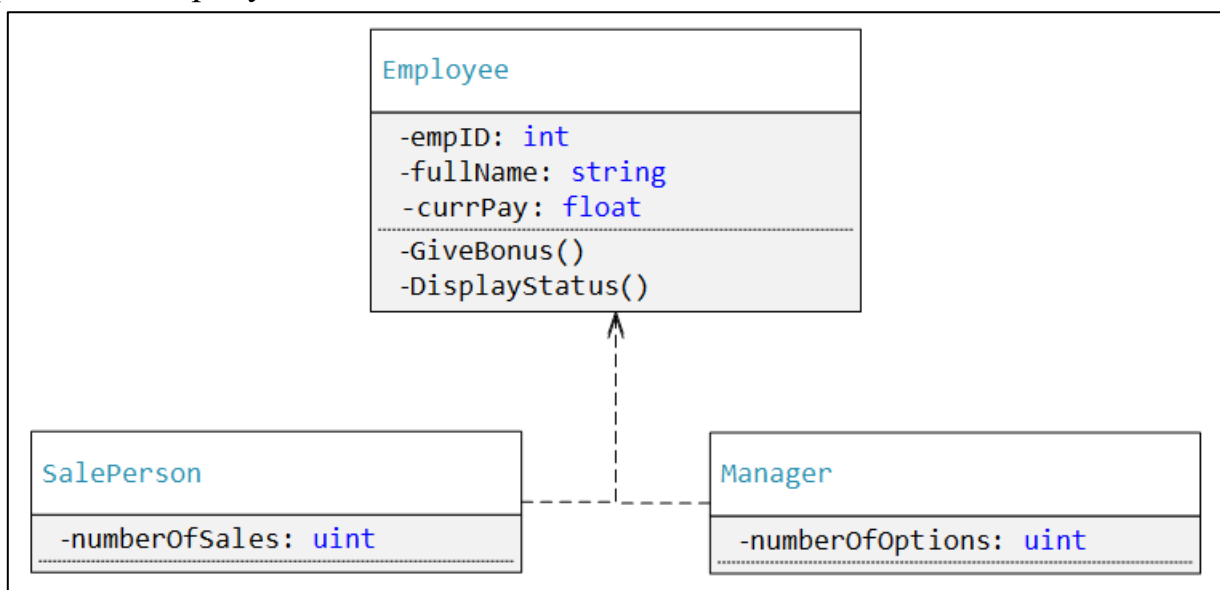 Employee
-empID: int
-fullName: string
-currPay: float
-GiveBonus()
-DisplayStatus()
SalePerson
-numberOfSales: uint
Manager
-numberOfOptions: uint